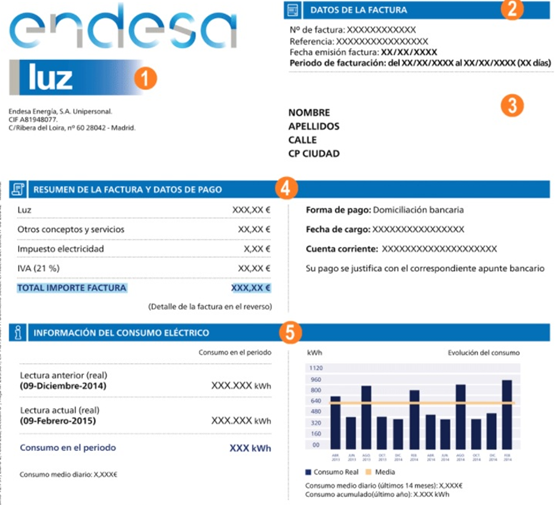 endesa
luz
1
Endesa Energía, S.A. Unipersonal.
CIF A81948077.
C/Ribera del Loira, nº 60 28042 - Madrid.
DATOS DE LA FACTURA
2
Nº de factura: XXXXXXXXXXXX
Referencia: XXXXXXXXXXXXXXXX
Fecha emisión factura: XX/XX/XXXX
Periodo de facturación: del XX/XX/XXXX al XX/XX/XXXX (XX días)
3
NOMBRE
APELLIDOS
CALLE
CP CIUDAD
RESUMEN DE LA FACTURA Y DATOS DE PAGO
4
Luz XXX,XX €
Otros conceptos y servicios XX,XX €
Impuesto electricidad X,XX €
IVA (21 %) XX,XX €
TOTAL IMPORTE FACTURA XXX,XX €
(Detalle de la factura en el reverso)
Forma de pago: Domiciliación bancaria
Fecha de cargo: XXXXXXXXXXXXXXXX
Cuenta corriente: XXXXXXXXXXXXXXXXXXXX
Su pago se justifica con el correspondiente apunte bancario
INFORMACIÓN DEL CONSUMO ELÉCTRICO
5
Consumo en el periodo
Lectura anterior (real)
(09-Diciembre-2014) XXX.XXX kWh
Lectura actual (real)
(09-Febrero-2015) XXX.XXX kWh
Consumo en el periodo XXX kWh
Consumo medio diario: X,XXX€
kWh Evolución del consumo
1120
960
800
640
480
320
160
00
Consumo Real Media
Consumo medio diario (últimos 14 meses): X,XXX€
Consumo acumulado(último año): X.XXX kWh